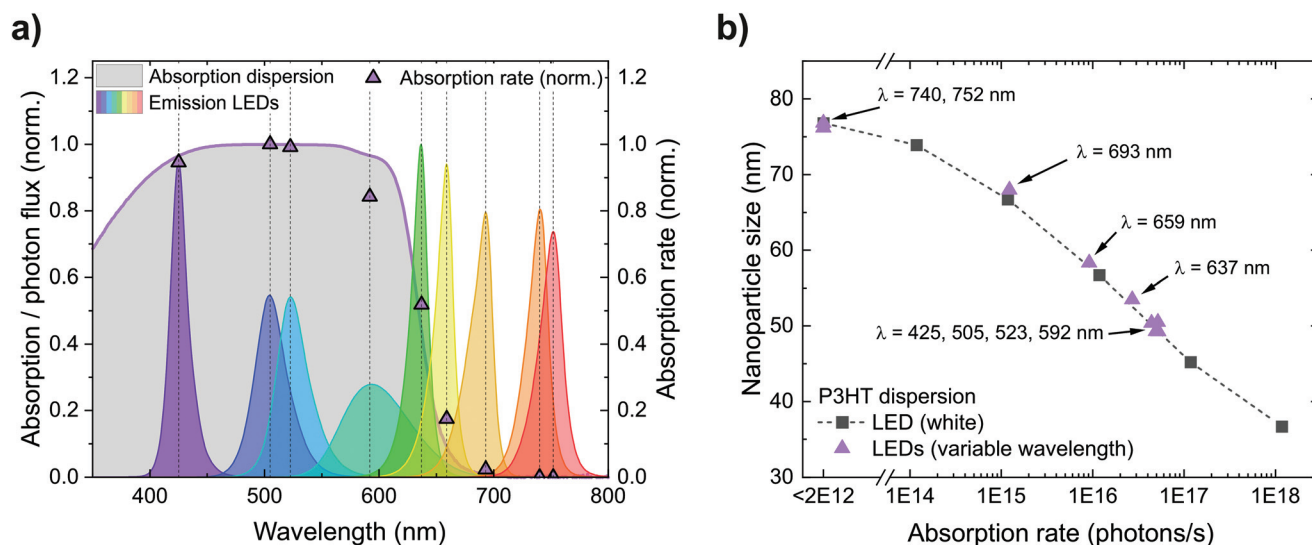 a)
Absorption dispersion
Emission LEDs
Absorption rate (norm.)
Absorption / photon flux (norm.)
1.2
1.0
0.8
0.6
0.4
0.2
0.0
1.2
1.0
0.8
0.6
0.4
0.2
0.0
Absorption rate (norm.)
400 500 600 700 800
Wavelength (nm)
b)
Nanoparticle size (nm)
90
80
70
60
50
40
30
λ = 740, 752 nm
λ = 693 nm
λ = 659 nm
λ = 637 nm
λ = 425, 505, 523, 592 nm
P3HT dispersion
LED (white)
LEDs (variable wavelength)
<2E12 1E14 1E15 1E16 1E17 1E18
Absorption rate (photons/s)